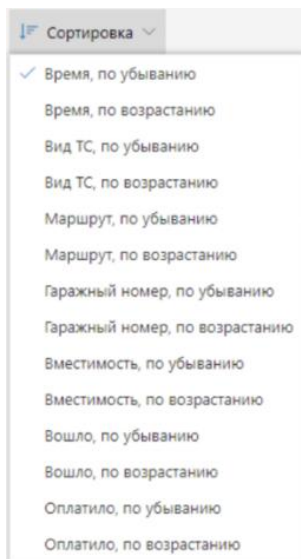 Сортировка
Время, по убыванию
Время, по возрастанию
Вид ТС, по убыванию
Вид ТС, по возрастанию
Маршрут, по убыванию
Маршрут, по возрастанию
Гаражный номер, по убыванию
Гаражный номер, по возрастанию
Вместимость, по убыванию
Вместимость, по возрастанию
Вошло, по убыванию
Вошло, по возрастанию
Оплатило, по убыванию
Оплатило, по возрастанию